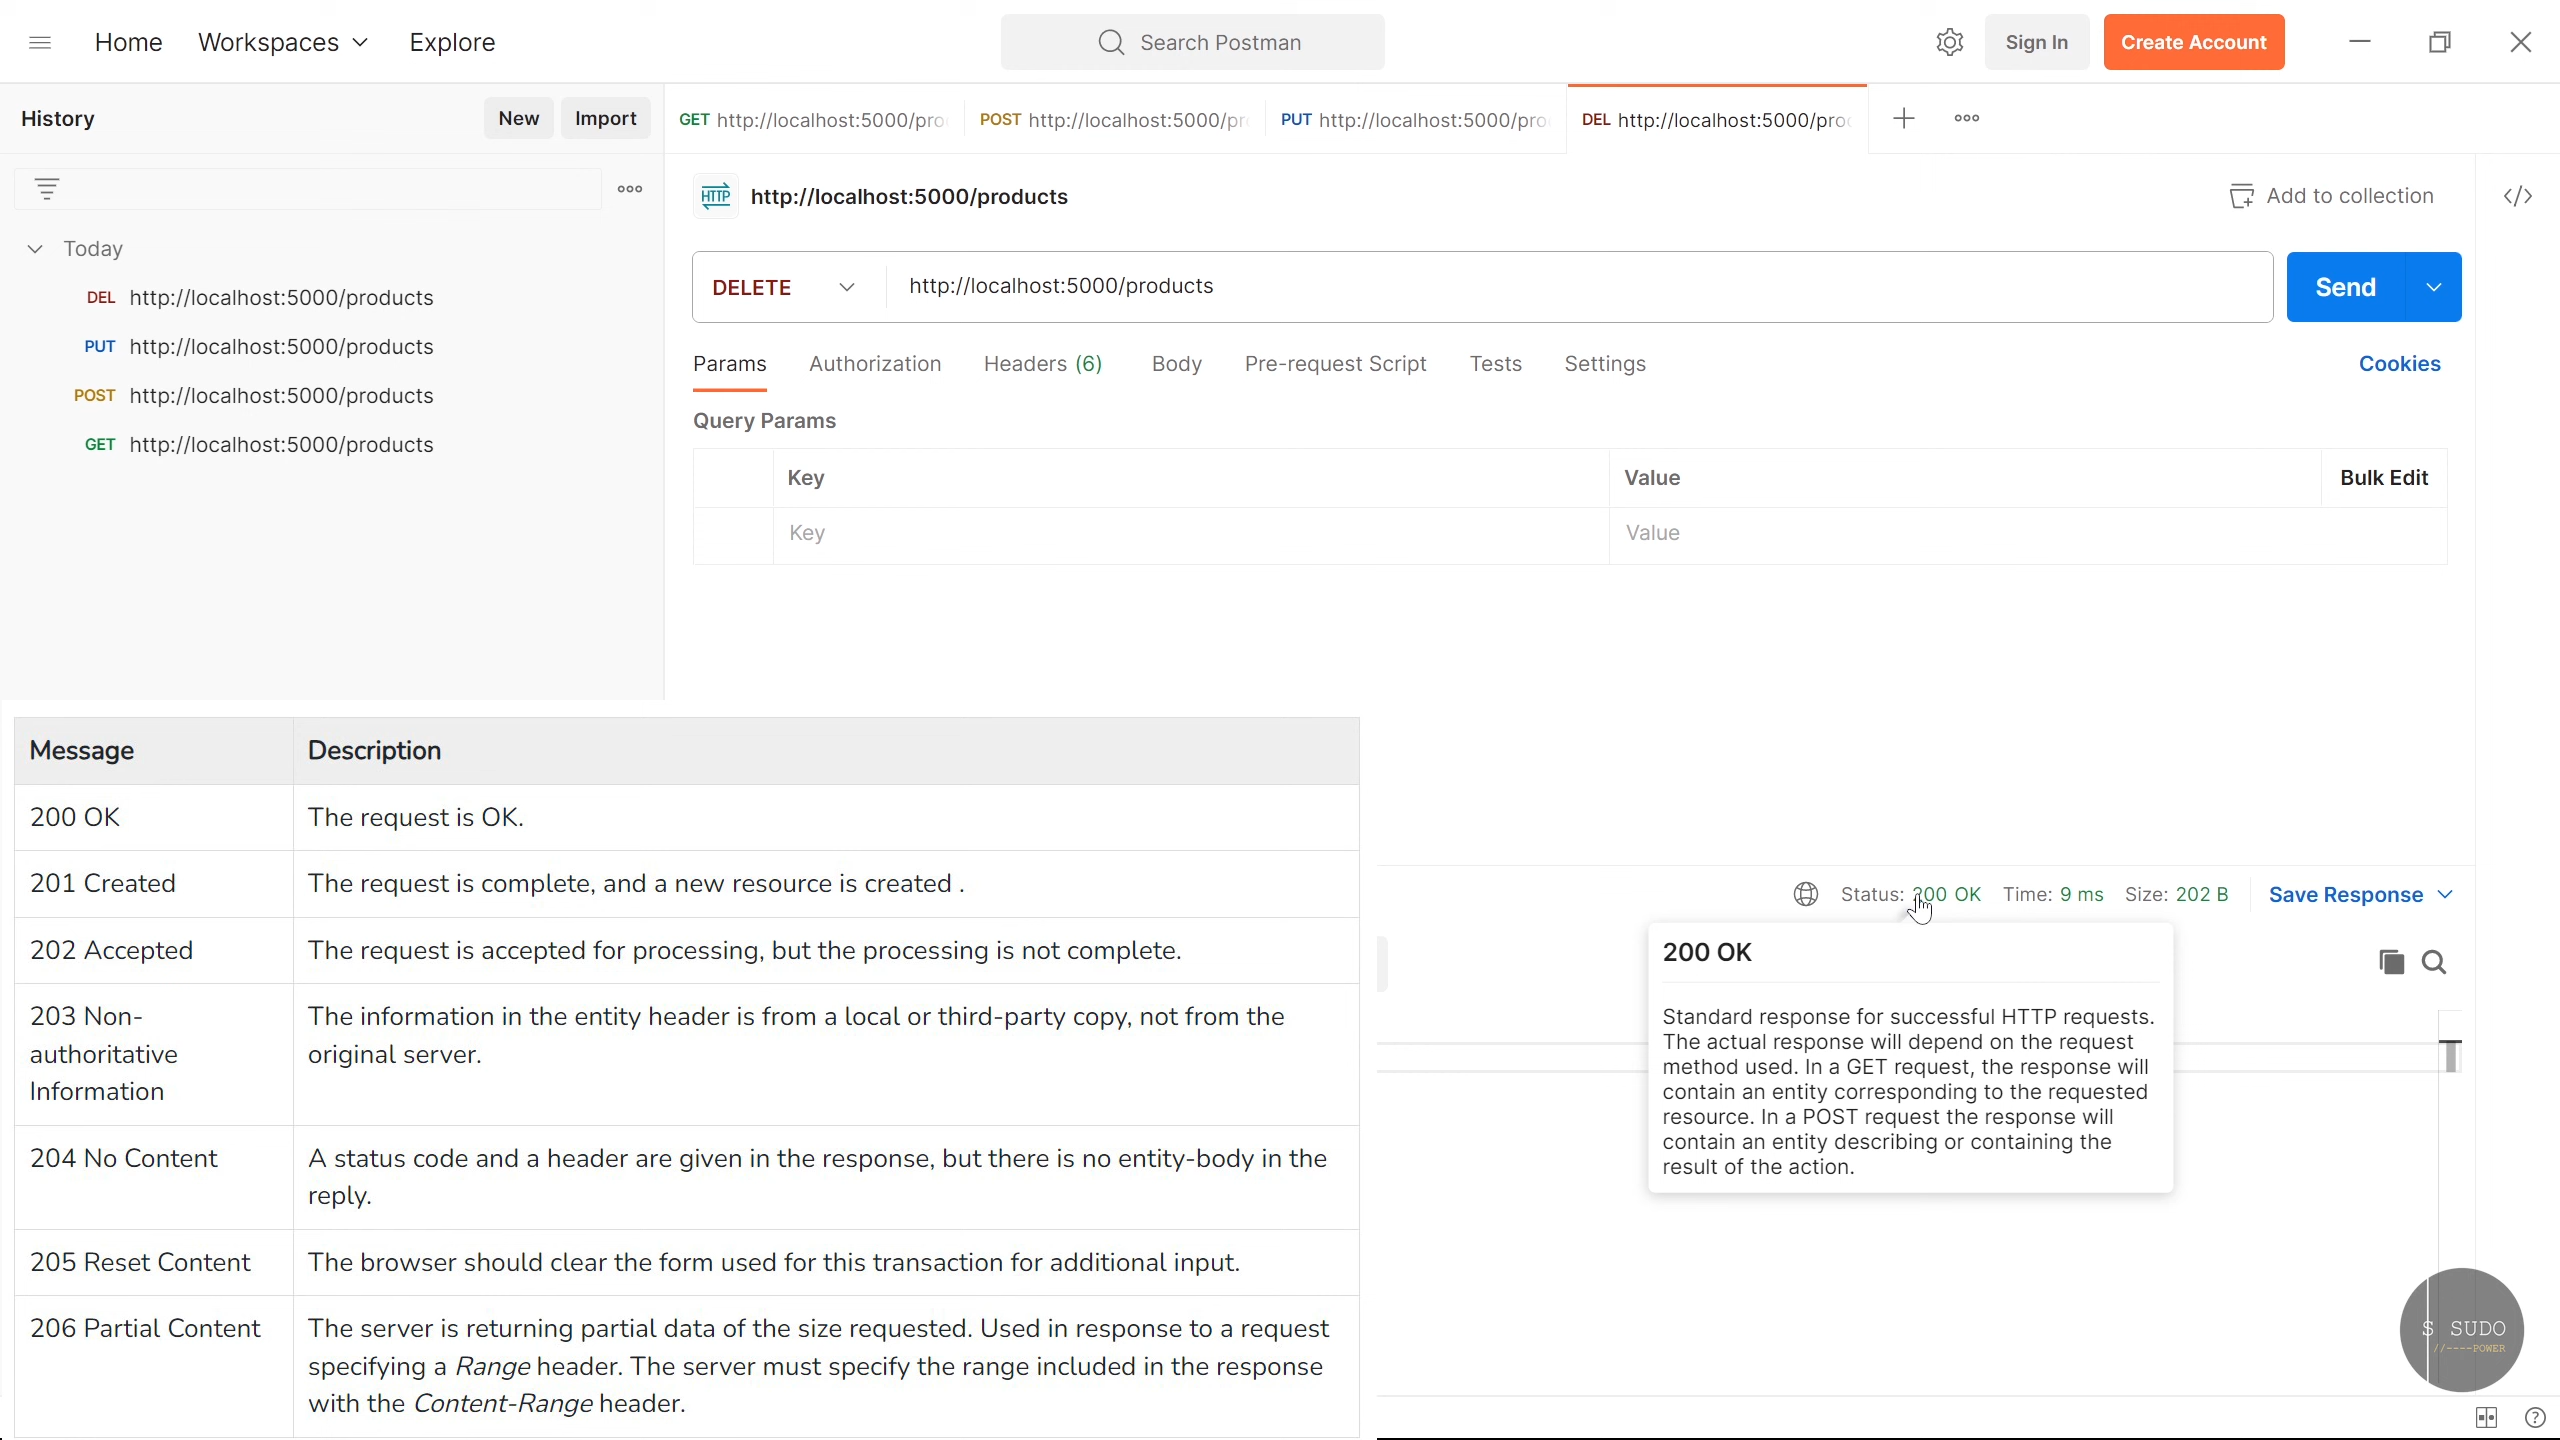 Home Workspaces Explore
Search Postman
Sign In Create Account
History New Import
GET http://localhost:5000/pro POST http://localhost:5000/pr PUT http://localhost:5000/pro DEL http://localhost:5000/pro
HTTP http://localhost:5000/products
Add to collection
Today
DEL http://localhost:5000/products
PUT http://localhost:5000/products
POST http://localhost:5000/products
GET http://localhost:5000/products
DELETE http://localhost:5000/products Send
Params Authorization Headers (6) Body Pre-request Script Tests Settings Cookies
Query Params
Key Value Bulk Edit
Key Value
Message Description
200 OK The request is OK.
201 Created The request is complete, and a new resource is created .
202 Accepted The request is accepted for processing, but the processing is not complete.
203 Non-
authoritative
Information
The information in the entity header is from a local or third-party copy, not from the
original server.
204 No Content
A status code and a header are given in the response, but there is no entity-body in the
reply.
205 Reset Content The browser should clear the form used for this transaction for additional input.
206 Partial Content
The server is returning partial data of the size requested. Used in response to a request
specifying a Range header. The server must specify the range included in the response
with the Content-Range header.
Status: 200 OK Time: 9 ms Size: 202 B Save Response
200 OK
Standard response for successful HTTP requests.
The actual response will depend on the request
method used. In a GET request, the response will
contain an entity corresponding to the requested
resource. In a POST request the response will
contain an entity describing or containing the
result of the action.
S SUDO
//----POWER